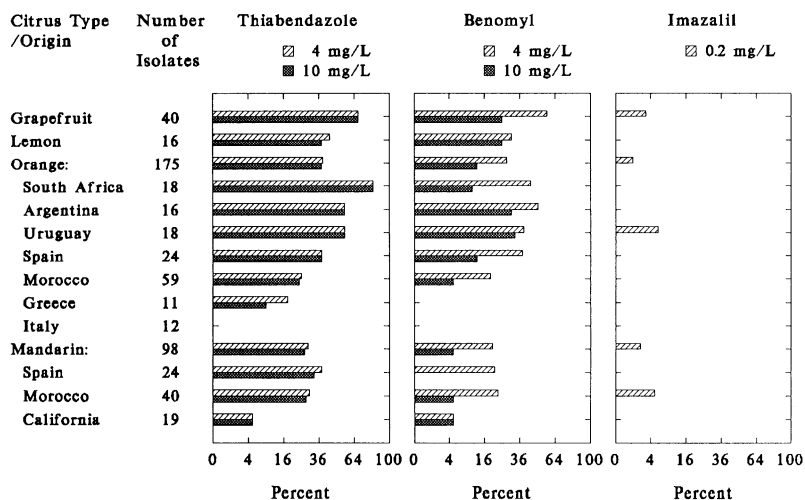 Citrus Type Number Thiabendazole Benomyl Imazalil
/Origin of
Isolates
4 mg/L 4 mg/L 0.2 mg/L
10 mg/L 10 mg/L
Grapefruit 40
Lemon 16
Orange: 175
South Africa 18
Argentina 16
Uruguay 18
Spain 24
Morocco 59
Greece 11
Italy 12
Mandarin: 98
Spain 24
Morocco 40
California 19
0 4 16 36 64 100 0 4 16 36 64 100 0 4 16 36 64 100
Percent Percent Percent